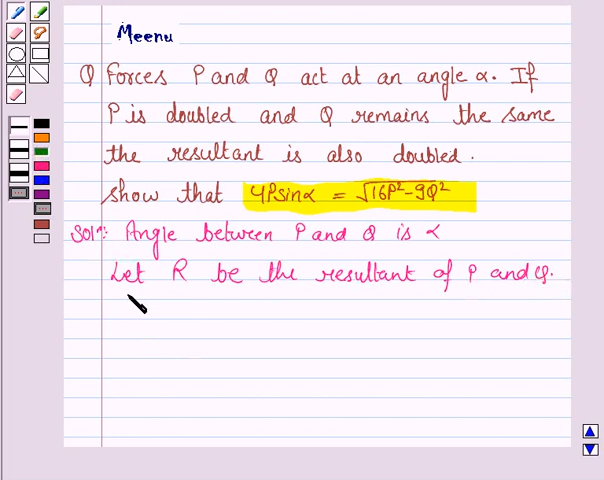 Meenu
Q Forces P and Q act at an angle α. If
P is doubled and Q remains the same
the resultant is also doubled.
Show that 4Psinα = √16P²-9Q²
Solⁿ: Angle between P and Q is α
Let R be the resultant of P and Q.